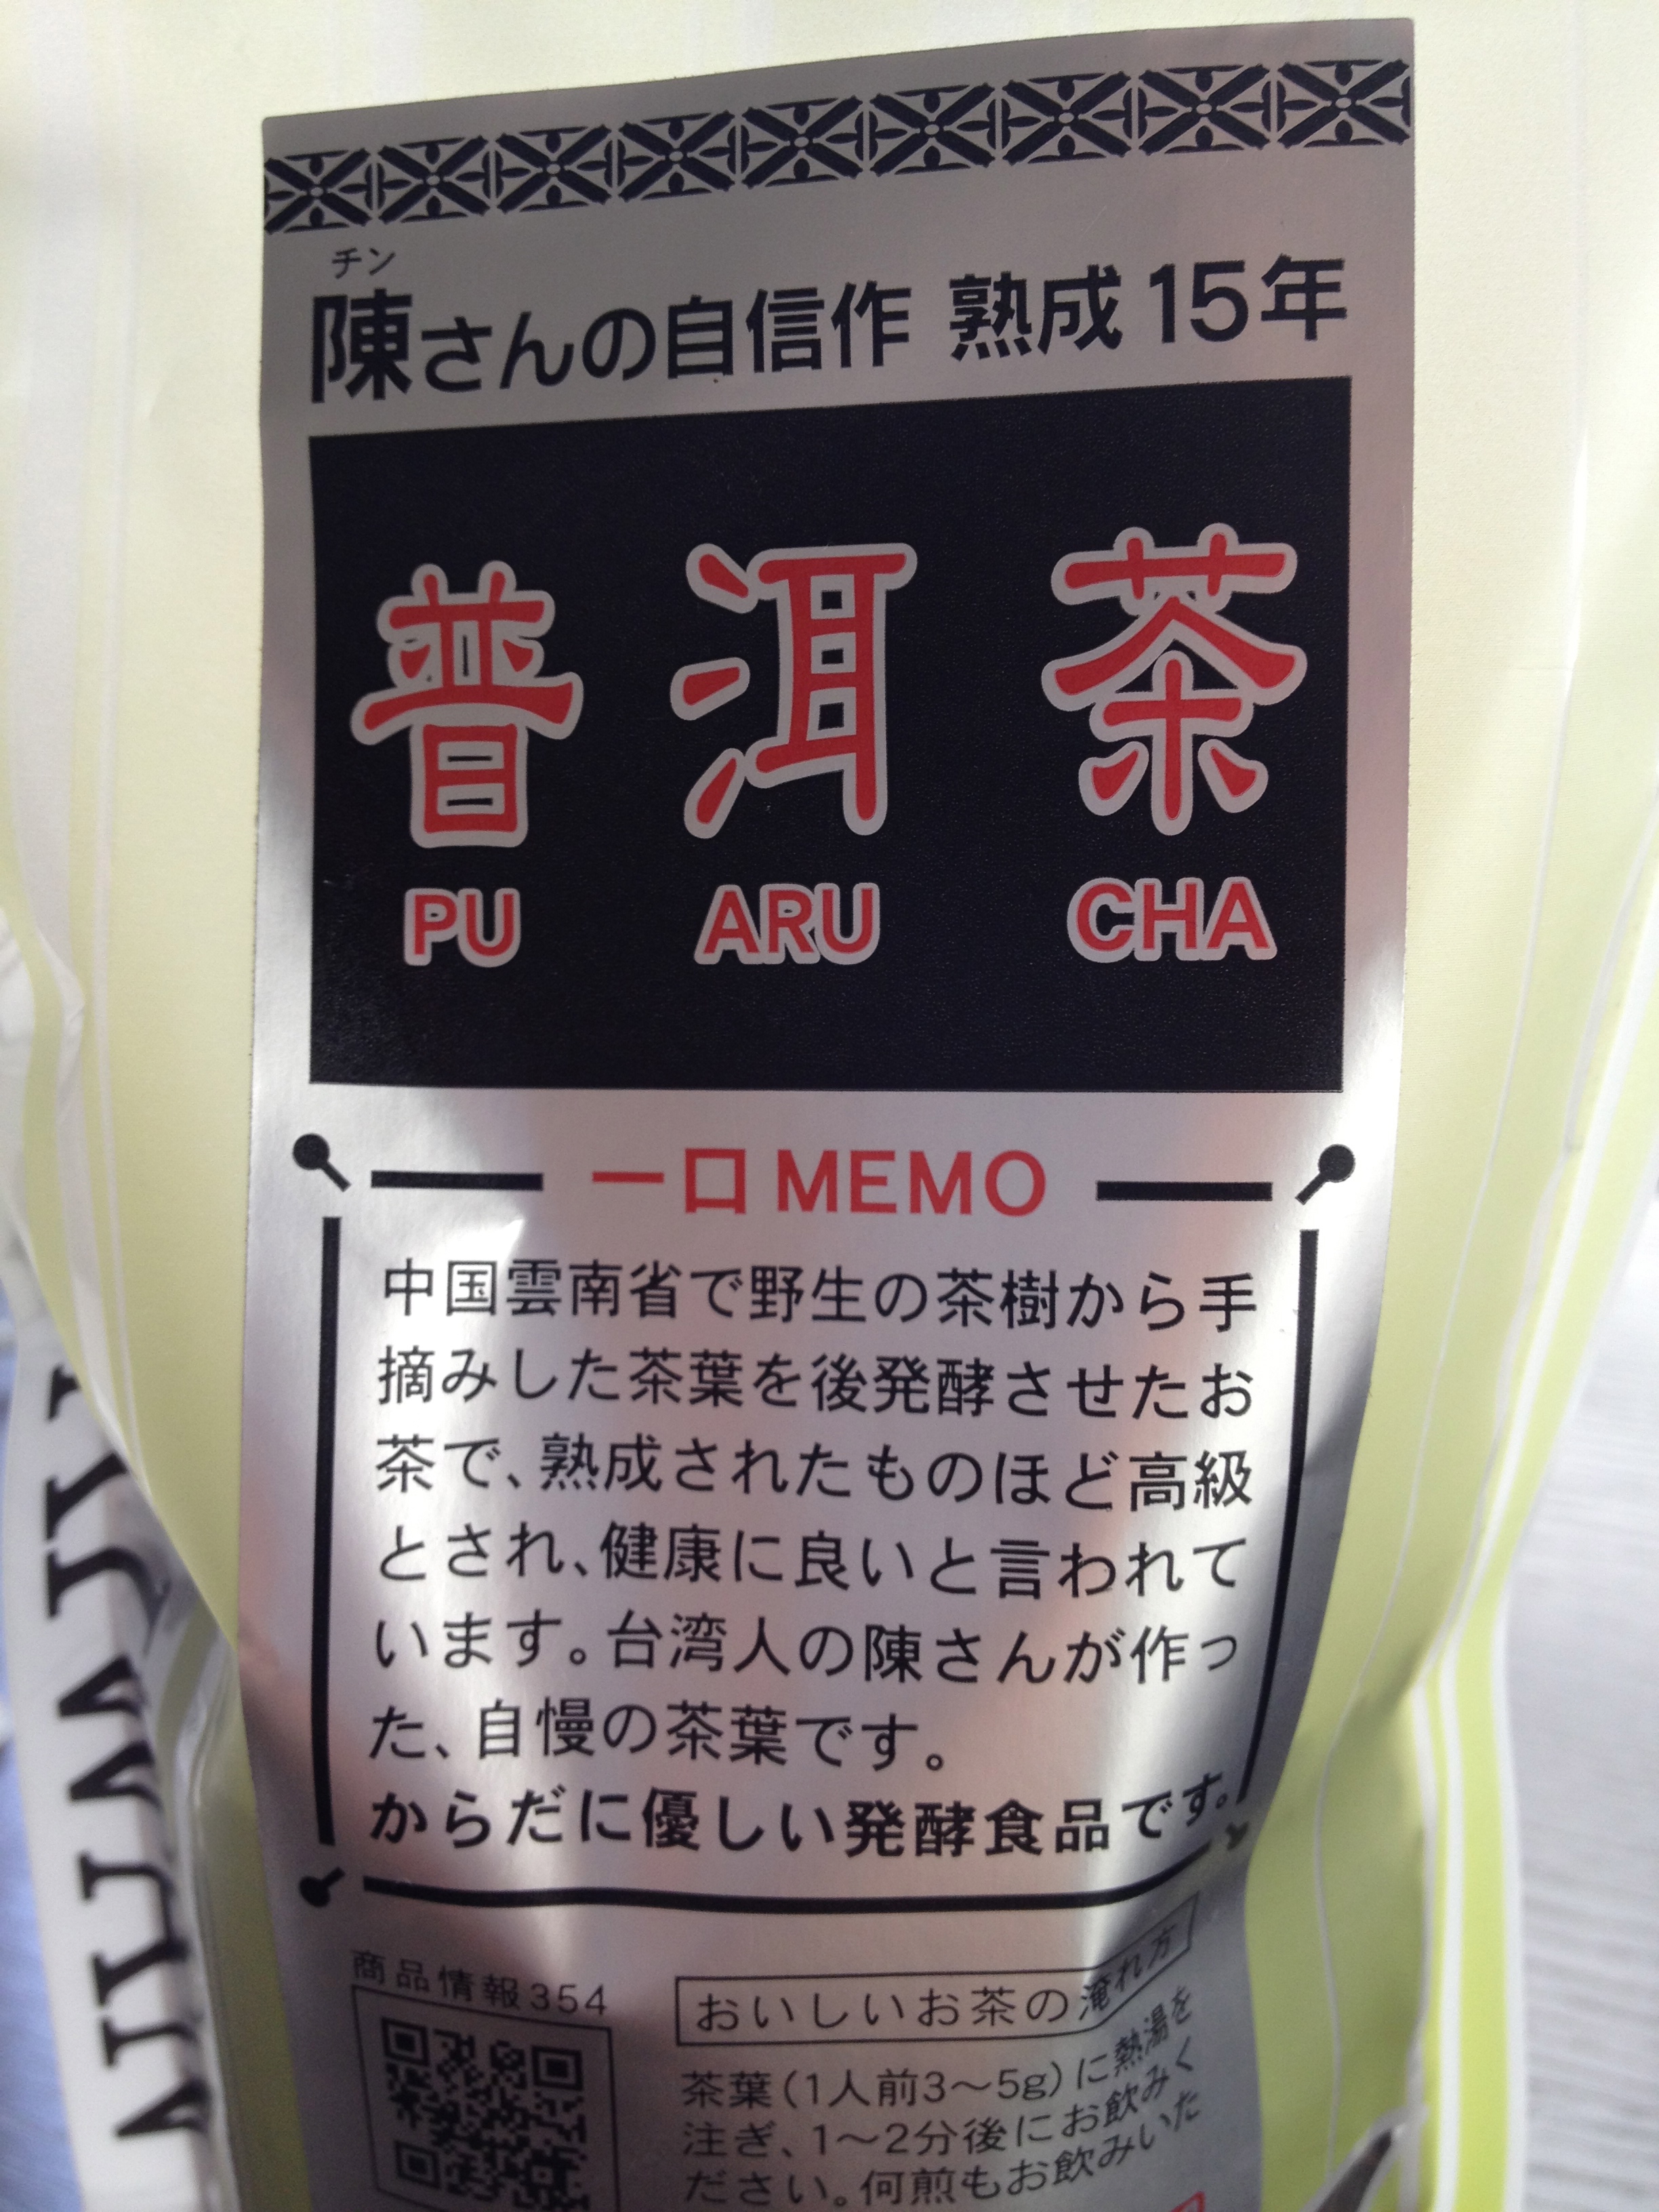 チン
陳さんの自信作 熟成15年
普洱茶
PU ARU CHA
一口MEMO
中国雲南省で野生の茶樹から手
摘みした茶葉を後発酵させたお
茶で、熟成されたものほど高級
とされ、健康に良いと言われて
います。台湾人の陳さんが作っ
た、自慢の茶葉です。
からだに優しい発酵食品です。
商品情報354
おいしいお茶の淹れ方
茶葉(1人前3〜5g)に熱湯を
注ぎ、1〜2分後にお飲みく
ださい。何煎もお飲みいた